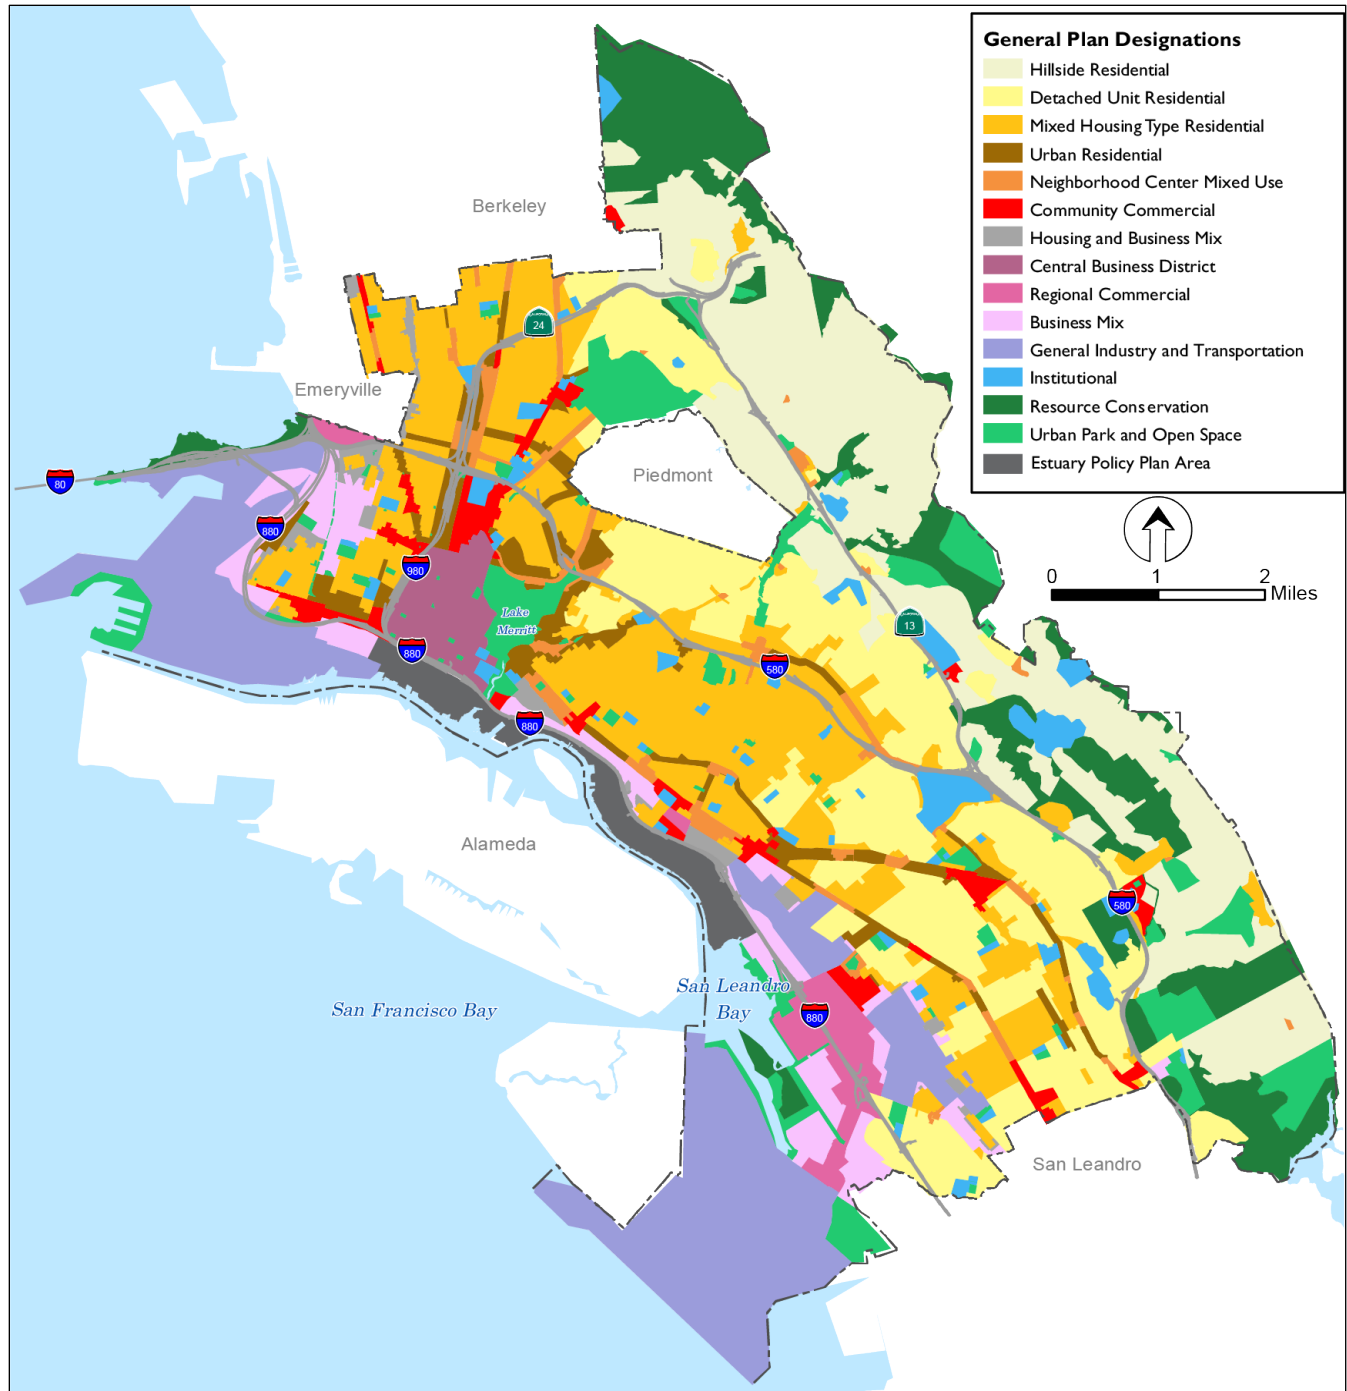 General Plan Designations
Hillside Residential
Detached Unit Residential
Mixed Housing Type Residential
Urban Residential
Neighborhood Center Mixed Use
Community Commercial
Housing and Business Mix
Central Business District
Regional Commercial
Business Mix
General Industry and Transportation
Institutional
Resource Conservation
Urban Park and Open Space
Estuary Policy Plan Area
0 1 2 Miles
Berkeley
24
Emeryville
Piedmont
80
880
980
Lake
Merritt
13
880
580
880
Alameda
580
San Leandro
Bay
San Francisco Bay
880
San Leandro